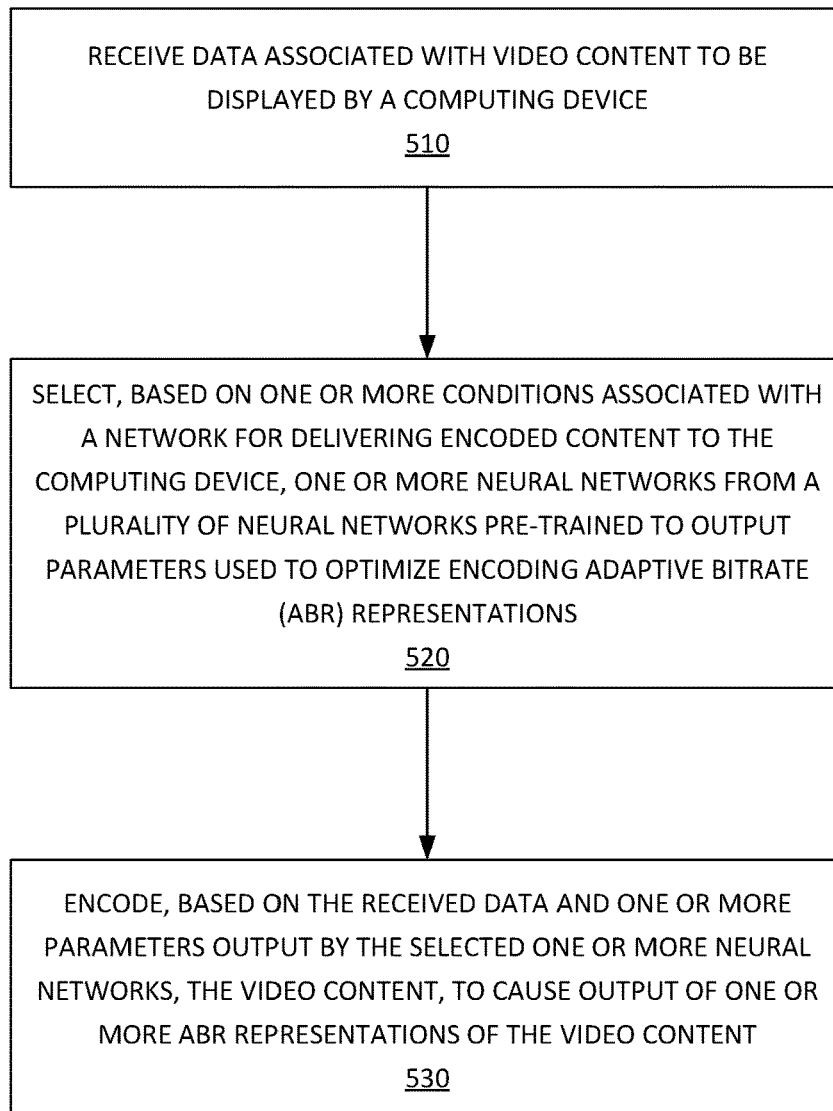 RECEIVE DATA ASSOCIATED WITH VIDEO CONTENT TO BE
DISPLAYED BY A COMPUTING DEVICE
510
SELECT, BASED ON ONE OR MORE CONDITIONS ASSOCIATED WITH
A NETWORK FOR DELIVERING ENCODED CONTENT TO THE
COMPUTING DEVICE, ONE OR MORE NEURAL NETWORKS FROM A
PLURALITY OF NEURAL NETWORKS PRE-TRAINED TO OUTPUT
PARAMETERS USED TO OPTIMIZE ENCODING ADAPTIVE BITRATE
(ABR) REPRESENTATIONS
520
ENCODE, BASED ON THE RECEIVED DATA AND ONE OR MORE
PARAMETERS OUTPUT BY THE SELECTED ONE OR MORE NEURAL
NETWORKS, THE VIDEO CONTENT, TO CAUSE OUTPUT OF ONE OR
MORE ABR REPRESENTATIONS OF THE VIDEO CONTENT
530